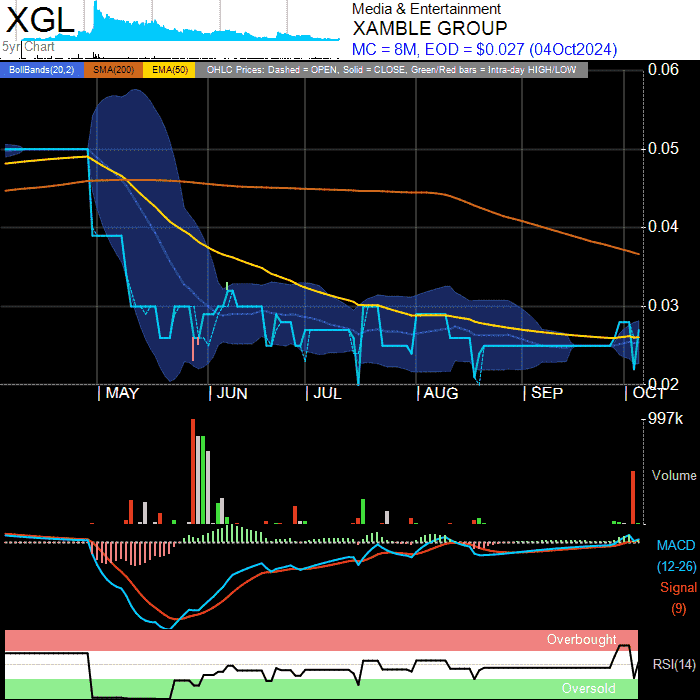 XGL
Media & Entertainment
XAMBLE GROUP
5yr Chart
MC = 8M, EOD = $0.027 (04Oct2024)
BollBands(20,2) SMA(200) EMA(50) OHLC Prices: Dashed = OPEN, Solid = CLOSE, Green/Red bars = Intra-day HIGH/LOW
0.06
0.05
0.04
0.03
0.02
MAY JUN JUL AUG SEP OCT
997k
Volume
MACD
(12-26)
Signal
(9)
Overbought
RSI(14)
Oversold